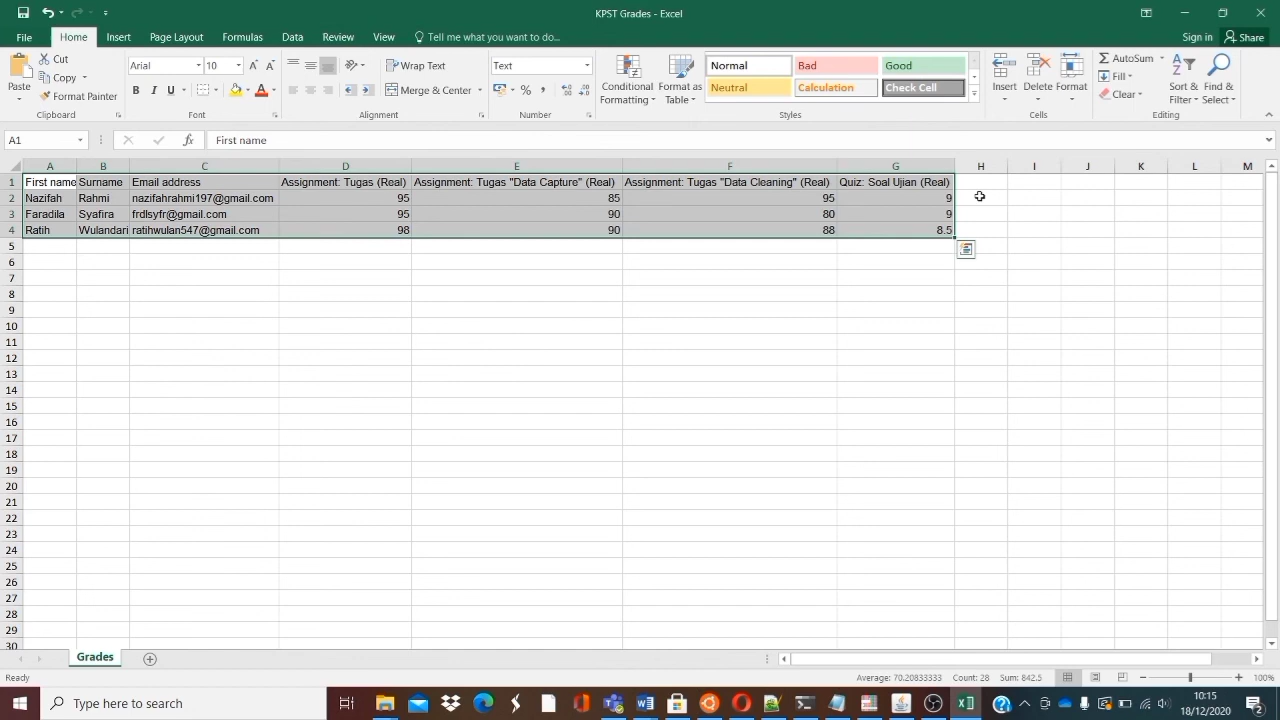 KPST Grades - Excel
File Home Insert Page Layout Formulas Data Review View Tell me what you want to do... Sign in Share
Paste Cut Copy Format Painter Clipboard
Arial 10 A A B I U A Font
Wrap Text Merge & Center Alignment
Text % , Number
Conditional Formatting Format as Table Normal Bad Good Neutral Calculation Check Cell Styles
Insert Delete Format Cells
AutoSum Fill Clear Sort & Filter Find & Select Editing
A1 fx First name
A B C D E F G H I J K L M
1 First name Surname Email address Assignment: Tugas (Real) Assignment: Tugas "Data Capture" (Real) Assignment: Tugas "Data Cleaning" (Real) Quiz: Soal Ujian (Real)
2 Nazifah Rahmi nazifahrahmi197@gmail.com 95 85 95 9
3 Faradila Syafira frdlsyfr@gmail.com 95 90 80 9
4 Ratih Wulandari ratihwulan547@gmail.com 98 90 88 8.5
5
6
7
8
9
10
11
12
13
14
15
16
17
18
19
20
21
22
23
24
25
26
27
28
29
30
Grades
Ready Average: 70.20833333 Count: 28 Sum: 842.5 100%
Type here to search 10:15
18/12/2020 2